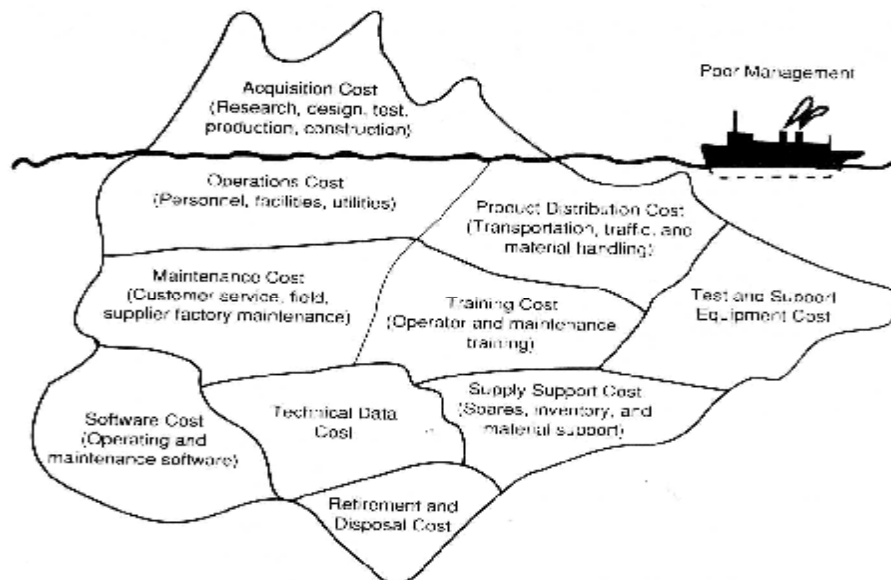 Poor Management
Acquisition Cost
(Research, design, test,
production, construction)
Operations Cost
(Personnel, facilities, utilities)
Product Distribution Cost
(Transportation, traffic, and
material handling)
Maintenance Cost
(Customer service, field,
supplier factory maintenance)
Training Cost
(Operator and maintenance
training)
Test and Support
Equipment Cost
Software Cost
(Operating and
maintenance software)
Technical Data
Cost
Supply Support Cost
(Spares, inventory, and
material support)
Retirement and
Disposal Cost